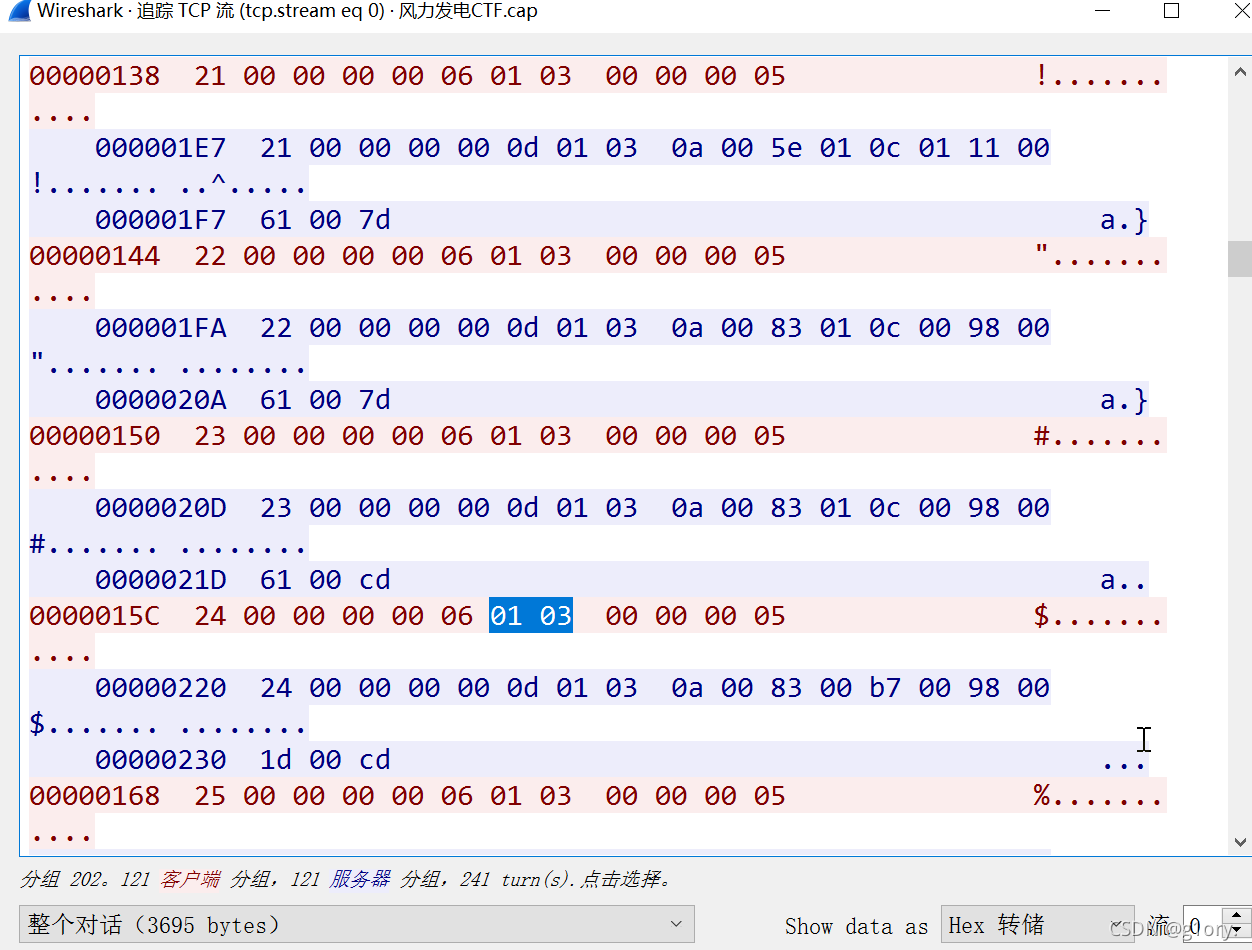 Wireshark · 追踪 TCP 流 (tcp.stream eq 0) · 风力发电CTF.cap
00000138  21 00 00 00 00 06 01 03  00 00 00 05                       !.......
....
    000001E7  21 00 00 00 00 0d 01 03  0a 00 5e 01 0c 01 11 00
!....... ..^.....
    000001F7  61 00 7d                                           a.}
00000144  22 00 00 00 00 06 01 03  00 00 00 05                       ".......
....
    000001FA  22 00 00 00 00 0d 01 03  0a 00 83 01 0c 00 98 00
"....... ........
    0000020A  61 00 7d                                           a.}
00000150  23 00 00 00 00 06 01 03  00 00 00 05                       #.......
....
    0000020D  23 00 00 00 00 0d 01 03  0a 00 83 01 0c 00 98 00
#....... ........
    0000021D  61 00 cd                                           a..
0000015C  24 00 00 00 00 06 01 03  00 00 00 05                       $.......
....
    00000220  24 00 00 00 00 0d 01 03  0a 00 83 00 b7 00 98 00
$....... ........
    00000230  1d 00 cd                                           ...
00000168  25 00 00 00 00 06 01 03  00 00 00 05                       %.......
....
分组 202。121 客户端 分组，121 服务器 分组，241 turn(s).点击选择。
整个对话（3695 bytes） Show data as Hex 转储 流 0
CSDN @glory.